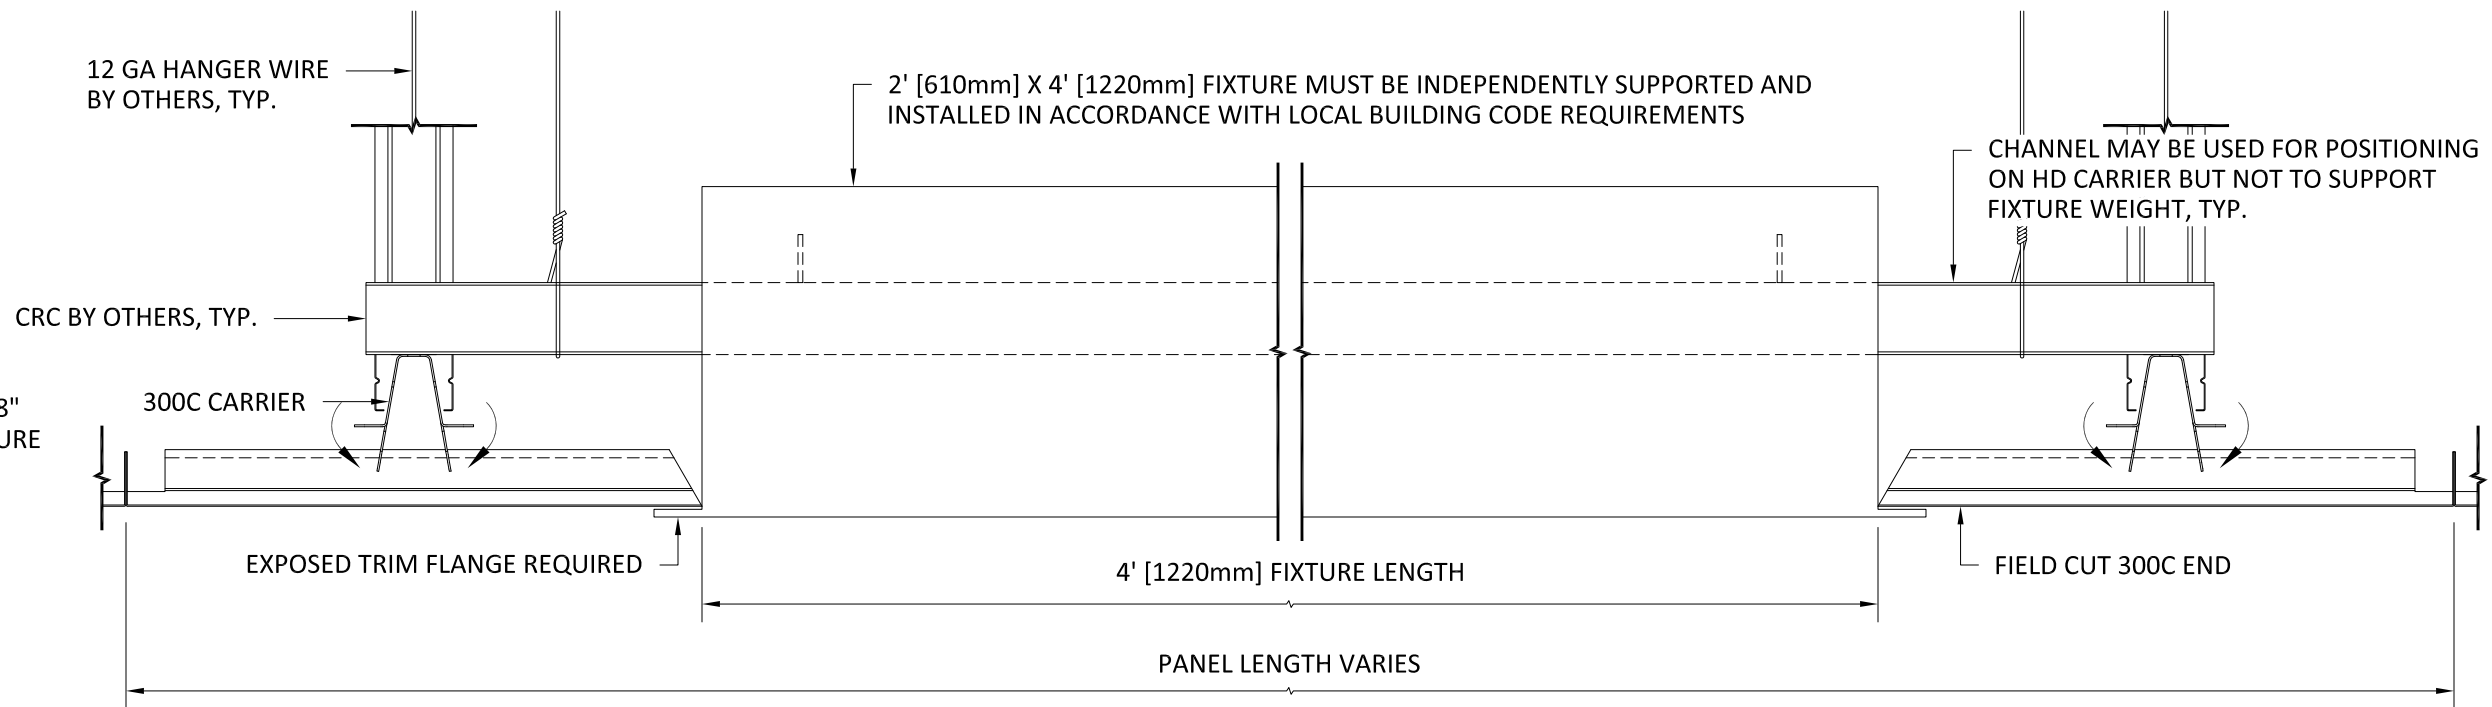 12 GA HANGER WIRE
BY OTHERS, TYP.
2' [610mm] X 4' [1220mm] FIXTURE MUST BE INDEPENDENTLY SUPPORTED AND
INSTALLED IN ACCORDANCE WITH LOCAL BUILDING CODE REQUIREMENTS
CHANNEL MAY BE USED FOR POSITIONING
ON HD CARRIER BUT NOT TO SUPPORT
FIXTURE WEIGHT, TYP.
CRC BY OTHERS, TYP.
300C CARRIER
8"
URE
EXPOSED TRIM FLANGE REQUIRED
4' [1220mm] FIXTURE LENGTH
FIELD CUT 300C END
PANEL LENGTH VARIES